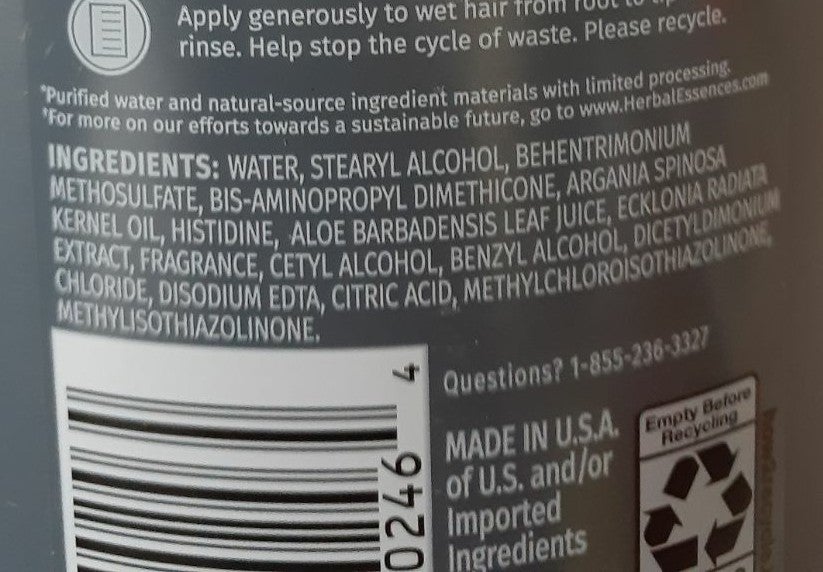 Apply generously to wet hair from root to
rinse. Help stop the cycle of waste. Please recycle.
*Purified water and natural-source ingredient materials with limited processing.
*For more on our efforts towards a sustainable future, go to www.HerbalEssences.com
INGREDIENTS: WATER, STEARYL ALCOHOL, BEHENTRIMONIUM
METHOSULFATE, BIS-AMINOPROPYL DIMETHICONE, ARGANIA SPINOSA
KERNEL OIL, HISTIDINE, ALOE BARBADENSIS LEAF JUICE, ECKLONIA RADIATA
EXTRACT, FRAGRANCE, CETYL ALCOHOL, BENZYL ALCOHOL, DICETYLDIMONIUM
CHLORIDE, DISODIUM EDTA, CITRIC ACID, METHYLCHLOROISOTHIAZOLINONE,
METHYLISOTHIAZOLINONE.
Questions? 1-855-236-3327
MADE IN U.S.A.
of U.S. and/or
Imported
Ingredients
Empty Before
Recycling
0246 4